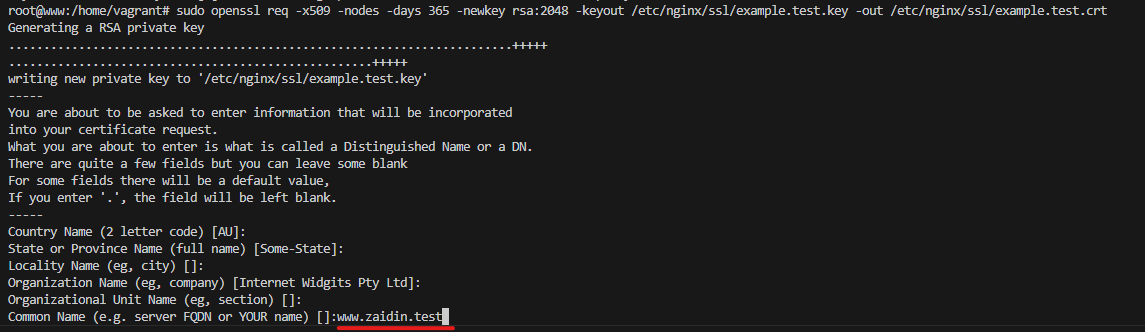 root@www:/home/vagrant# sudo openssl req -x509 -nodes -days 365 -newkey rsa:2048 -keyout /etc/nginx/ssl/example.test.key -out /etc/nginx/ssl/example.test.crt
Generating a RSA private key
........................................................................+++++
....................................................+++++
writing new private key to '/etc/nginx/ssl/example.test.key'
-----
You are about to be asked to enter information that will be incorporated
into your certificate request.
What you are about to enter is what is called a Distinguished Name or a DN.
There are quite a few fields but you can leave some blank
For some fields there will be a default value,
If you enter '.', the field will be left blank.
-----
Country Name (2 letter code) [AU]:
State or Province Name (full name) [Some-State]:
Locality Name (eg, city) []:
Organization Name (eg, company) [Internet Widgits Pty Ltd]:
Organizational Unit Name (eg, section) []:
Common Name (e.g. server FQDN or YOUR name) []:www.zaidin.test